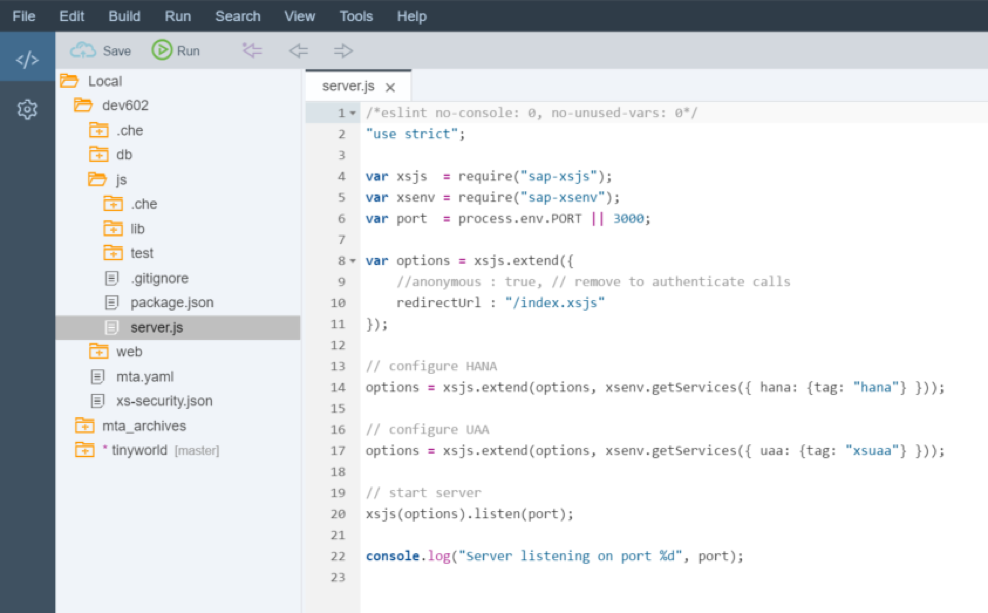 File Edit Build Run Search View Tools Help
</> Save Run
Local
dev602
.che
db
js
.che
lib
test
.gitignore
package.json
server.js
web
mta.yaml
xs-security.json
mta_archives
* tinyworld [master]
server.js ×
1 /*eslint no-console: 0, no-unused-vars: 0*/
2 "use strict";
3
4 var xsjs  = require("sap-xsjs");
5 var xsenv = require("sap-xsenv");
6 var port  = process.env.PORT || 3000;
7
8 var options = xsjs.extend({
9     //anonymous : true, // remove to authenticate calls
10     redirectUrl : "/index.xsjs"
11 });
12
13 // configure HANA
14 options = xsjs.extend(options, xsenv.getServices({ hana: {tag: "hana"} }));
15
16 // configure UAA
17 options = xsjs.extend(options, xsenv.getServices({ uaa: {tag: "xsuaa"} }));
18
19 // start server
20 xsjs(options).listen(port);
21
22 console.log("Server listening on port %d", port);
23